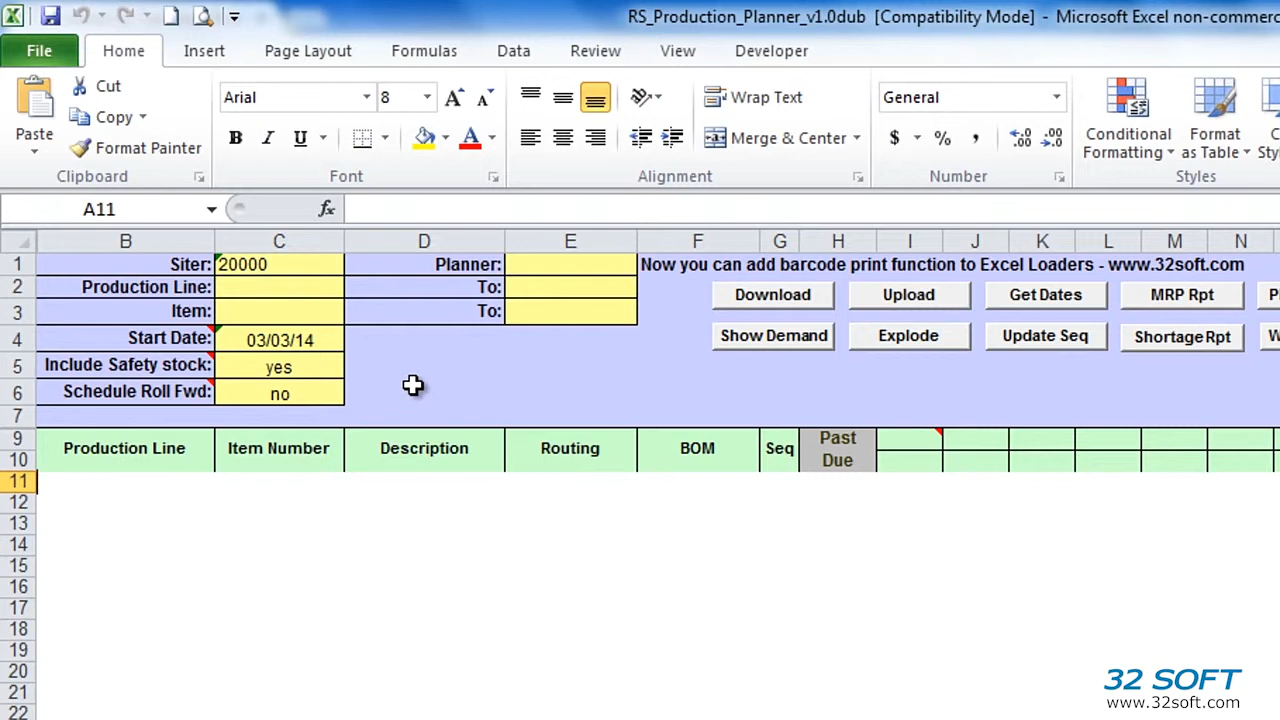 RS_Production_Planner_v1.0dub [Compatibility Mode] - Microsoft Excel non-commerc
File Home Insert Page Layout Formulas Data Review View Developer
Paste
Cut
Copy
Format Painter
Clipboard
Arial 8
B I U A
Font
Wrap Text
Merge & Center
Alignment
General
$ % ,
Number
Conditional Formatting
Format as Table
Styles
A11 fx
B C D E F G H I J K L M N
1 Siter: 20000 Planner: Now you can add barcode print function to Excel Loaders - www.32soft.com
2 Production Line: To: Download Upload Get Dates MRP Rpt
3 Item: To:
4 Start Date: 03/03/14 Show Demand Explode Update Seq Shortage Rpt
5 Include Safety stock: yes
6 Schedule Roll Fwd: no
7
9 Production Line Item Number Description Routing BOM Seq Past
10 Due
11
12
13
14
15
16
17
18
19
20
21
22
32 SOFT
www.32soft.com